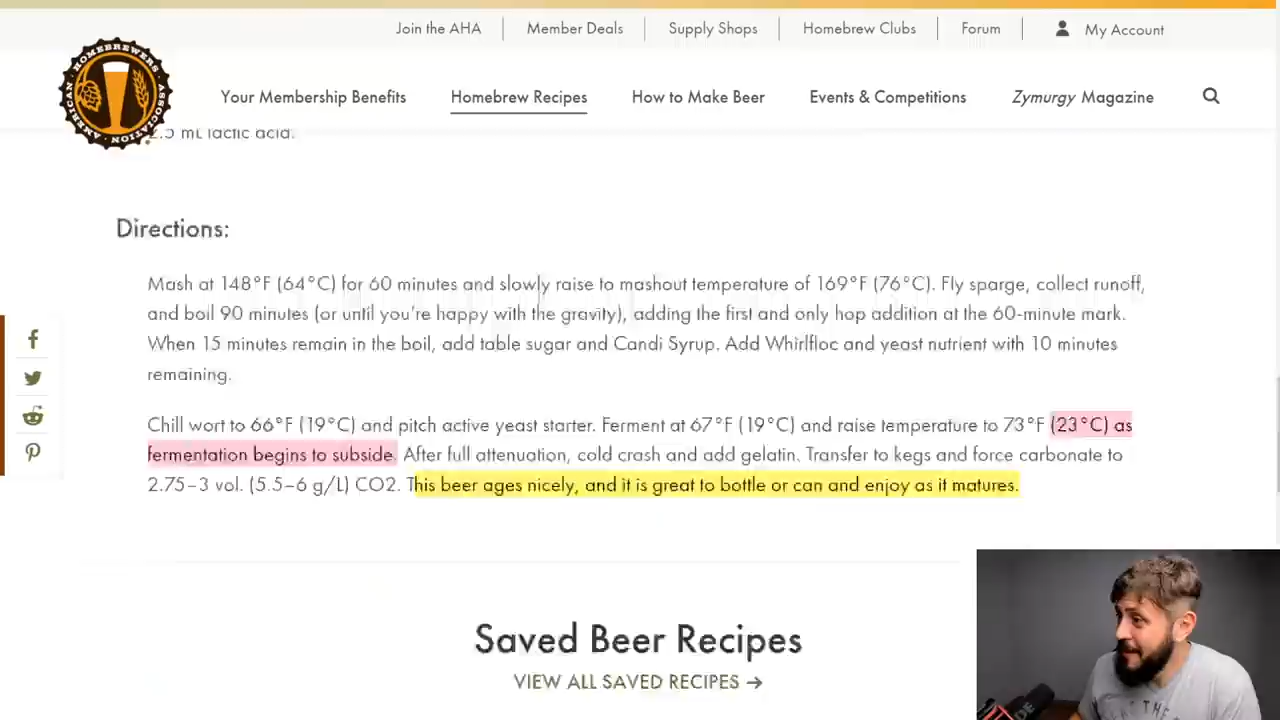 Join the AHA
Member Deals
Supply Shops
Homebrew Clubs
Forum
My Account
AMERICAN HOMEBREWERS ASSOCIATION
Your Membership Benefits
Homebrew Recipes
How to Make Beer
Events & Competitions
Zymurgy Magazine
2.5 mL lactic acid.
Directions:
Mash at 148°F (64°C) for 60 minutes and slowly raise to mashout temperature of 169°F (76°C). Fly sparge, collect runoff,
and boil 90 minutes (or until you're happy with the gravity), adding the first and only hop addition at the 60-minute mark.
When 15 minutes remain in the boil, add table sugar and Candi Syrup. Add Whirlfloc and yeast nutrient with 10 minutes
remaining.
Chill wort to 66°F (19°C) and pitch active yeast starter. Ferment at 67°F (19°C) and raise temperature to 73°F (23°C) as
fermentation begins to subside. After full attenuation, cold crash and add gelatin. Transfer to kegs and force carbonate to
2.75–3 vol. (5.5–6 g/L) CO2. This beer ages nicely, and it is great to bottle or can and enjoy as it matures.
Saved Beer Recipes
VIEW ALL SAVED RECIPES →